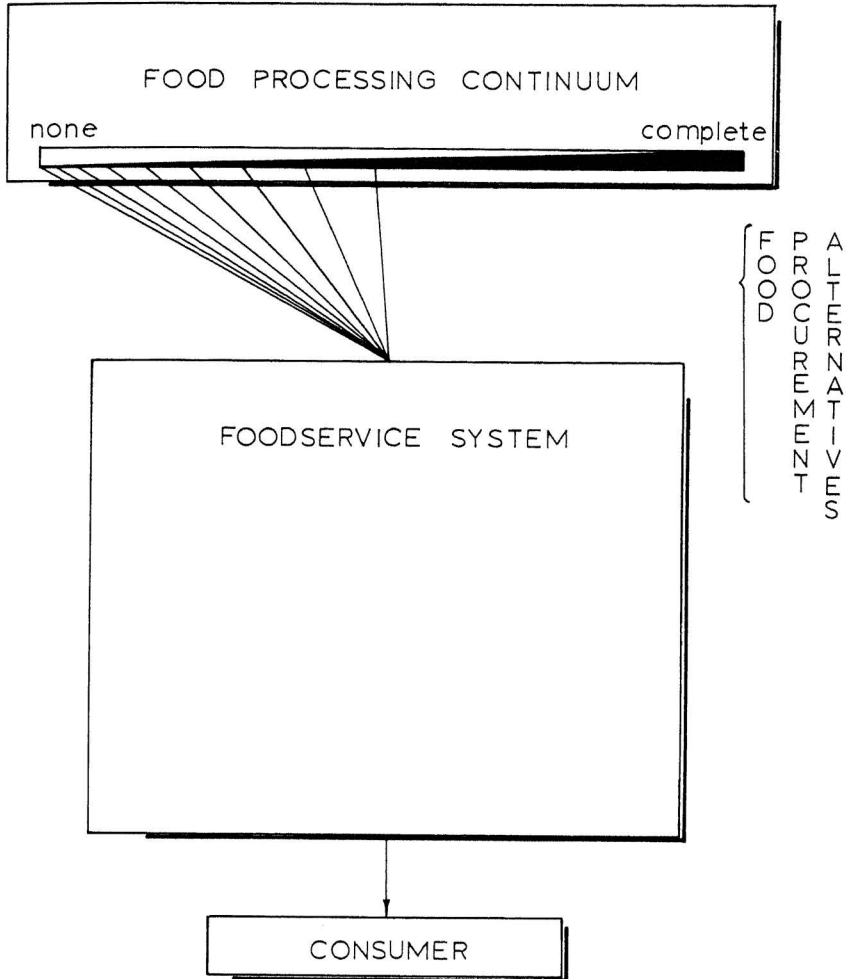 FOOD PROCESSING CONTINUUM
none
complete
FOOD
PROCUREMENT
ALTERNATIVES
FOODSERVICE SYSTEM
CONSUMER